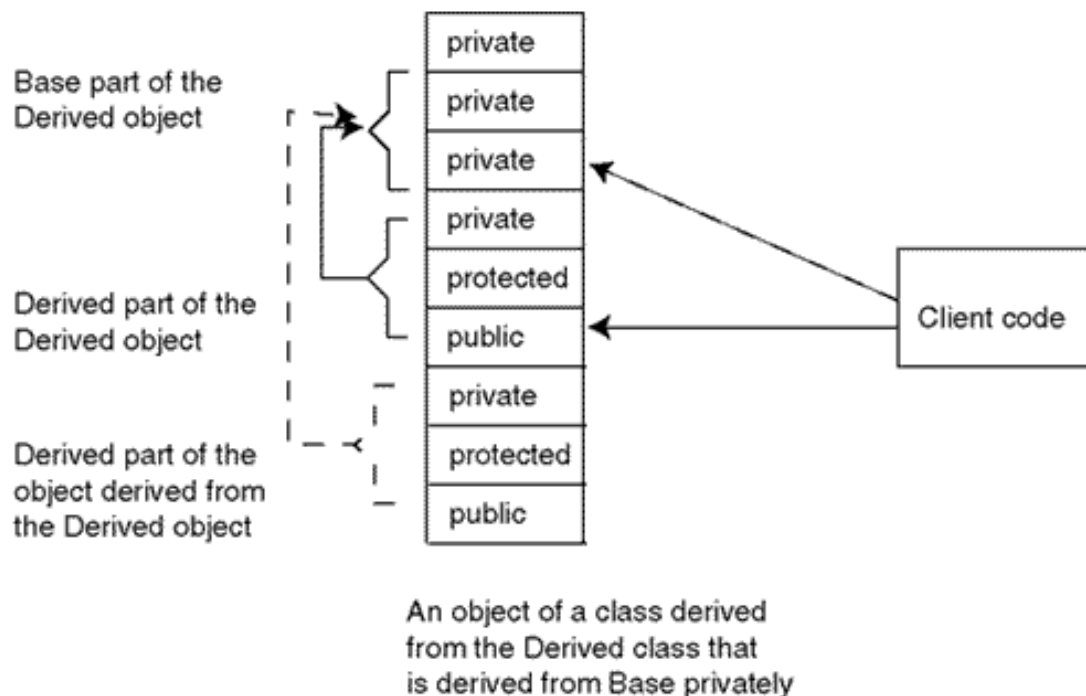 private
Base part of the
Derived object
private
private
private
protected
Derived part of the
Derived object
public
Client code
private
protected
Derived part of the
object derived from
the Derived object
public
An object of a class derived
from the Derived class that
is derived from Base privately